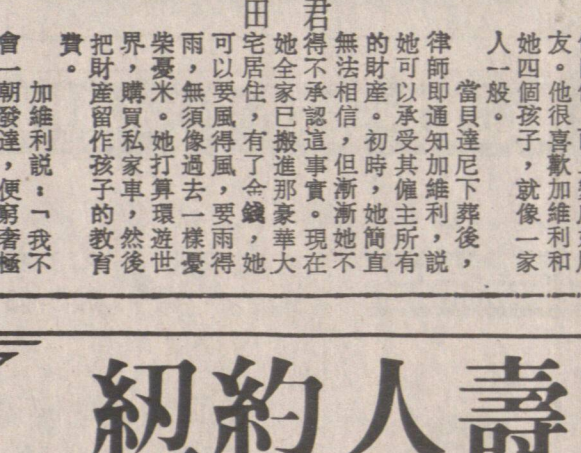 君
田
友。他很喜歡加維利和
她四個孩子,就像一家
人一般。
當貝達尼下葬後,
律師即通知加維利,說
她可以承受其僱主所有
的財產。初時,她簡直
無法相信,但漸漸她不
得不承認這事實。現在
她全家已搬進那豪華大
宅居住,有了金錢,她
可以要風得風,要雨得
雨,無須像過去一樣憂
柴憂米。她打算環遊世
界,購買私家車,然後
把財產留作孩子的教育
費。
加維利說:「我不
會一朝發達,便窮奢極
紐約人壽